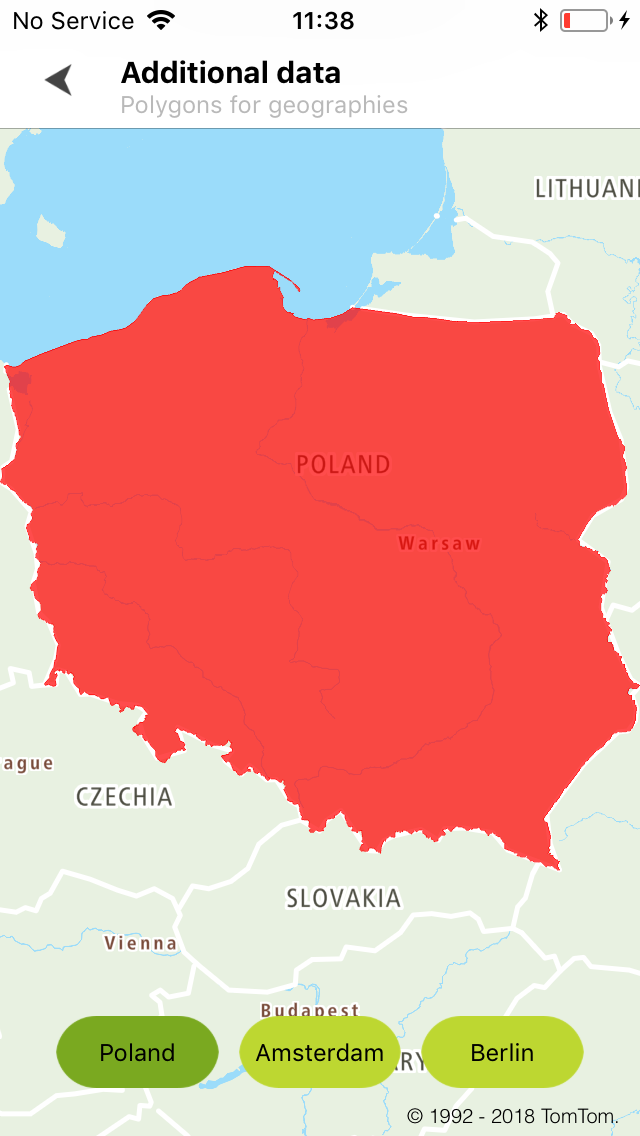 No Service 11:38
Additional data
Polygons for geographies
LITHUANI
POLAND
Warsaw
ague
CZECHIA
SLOVAKIA
Vienna
Budapest
Poland Amsterdam Berlin
ARY
© 1992 - 2018 TomTom.